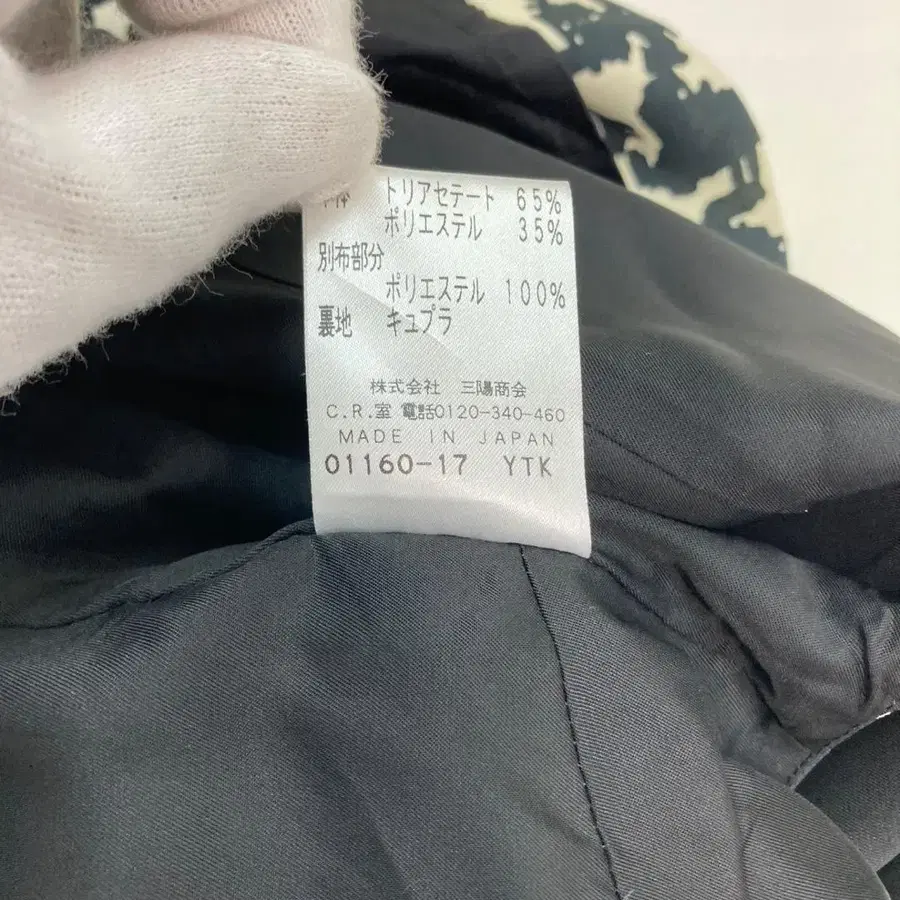 本体 トリアセテート 65%
ポリエステル 35%
別布部分
ポリエステル 100%
裏地 キュプラ
株式会社 三陽商会
C.R.室 電話0120-340-460
MADE IN JAPAN
01160-17 YTK